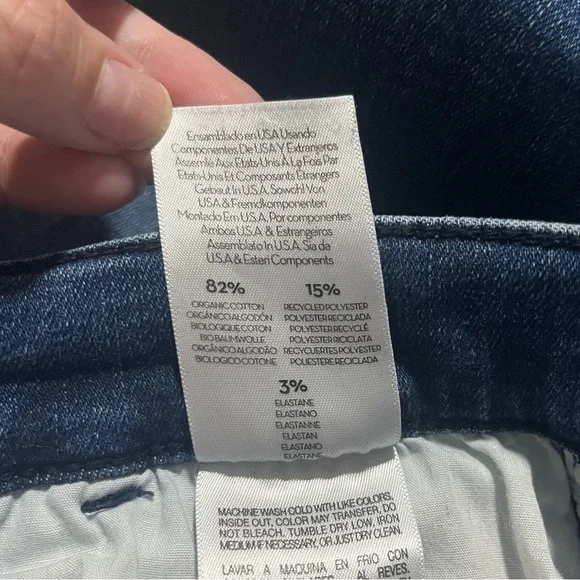 Ensamblado en USA Usando
Componentes De USA Y Extranjeros
Assemlé Aux Etats-Unis À La Fois Par
Etats-Unis Et Composants Etrangers
Gebaut In U.S.A. Sowohl Von
USA & Fremdkomponenten
Montado Em U.S.A. Por componentes
Ambos U.S.A. & Estrangeiros
Assemblato In U.S.A. Sia da
U.S.A & Esteri Components
82%
ORGANIC COTTON
ORGÁNICO ALGODÓN
BIOLOGIQUE COTON
BIO BAUMWOLLE
ORGÂNICO ALGODÃO
BIOLOGICO COTONE
15%
RECYCLED POLYESTER
POLYESTER RECICLADA
POLYESTER RECYCLÉ
POLYESTER RICICLATA
RECYCUERTES POLYESTER
POLIESTERE RECICLADA
3%
ELASTANE
ELASTANO
ELASTANNE
ELASTAN
ELASTANO
ELASTANE
MACHINE WASH COLD WITH LIKE COLORS,
INSIDE OUT, COLOR MAY TRANSFER, DO
NOT BLEACH. TUMBLE DRY LOW, IRON
MEDIUM IF NECESSARY, OR JUST DRY CLEAN.
LAVAR A MAQUINA EN FRIO CON
AL REVES.